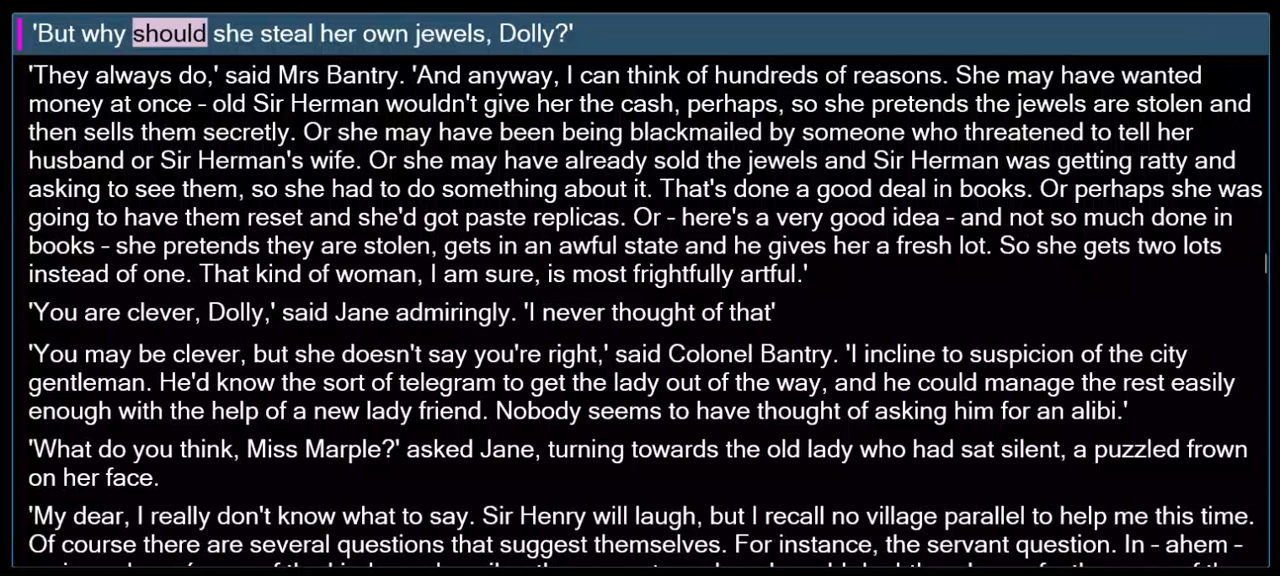 'But why should she steal her own jewels, Dolly?'
'They always do,' said Mrs Bantry. 'And anyway, I can think of hundreds of reasons. She may have wanted
money at once - old Sir Herman wouldn't give her the cash, perhaps, so she pretends the jewels are stolen and
then sells them secretly. Or she may have been being blackmailed by someone who threatened to tell her
husband or Sir Herman's wife. Or she may have already sold the jewels and Sir Herman was getting ratty and
asking to see them, so she had to do something about it. That's done a good deal in books. Or perhaps she was
going to have them reset and she'd got paste replicas. Or - here's a very good idea - and not so much done in
books - she pretends they are stolen, gets in an awful state and he gives her a fresh lot. So she gets two lots
instead of one. That kind of woman, I am sure, is most frightfully artful.'
'You are clever, Dolly,' said Jane admiringly. 'I never thought of that'
'You may be clever, but she doesn't say you're right,' said Colonel Bantry. 'I incline to suspicion of the city
gentleman. He'd know the sort of telegram to get the lady out of the way, and he could manage the rest easily
enough with the help of a new lady friend. Nobody seems to have thought of asking him for an alibi.'
'What do you think, Miss Marple?' asked Jane, turning towards the old lady who had sat silent, a puzzled frown
on her face.
'My dear, I really don't know what to say. Sir Henry will laugh, but I recall no village parallel to help me this time.
Of course there are several questions that suggest themselves. For instance, the servant question. In - ahem -